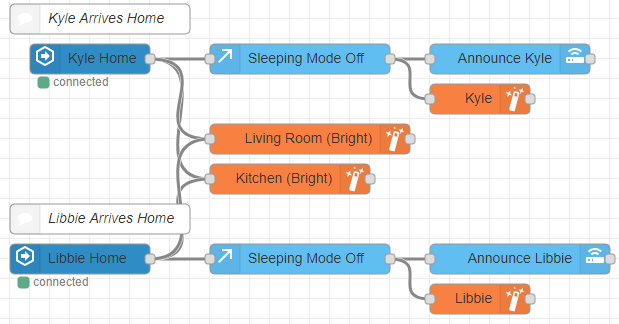 Kyle Arrives Home
Kyle Home
Sleeping Mode Off
Announce Kyle
connected
Kyle
Living Room (Bright)
Kitchen (Bright)
Libbie Arrives Home
Libbie Home
Sleeping Mode Off
Announce Libbie
connected
Libbie